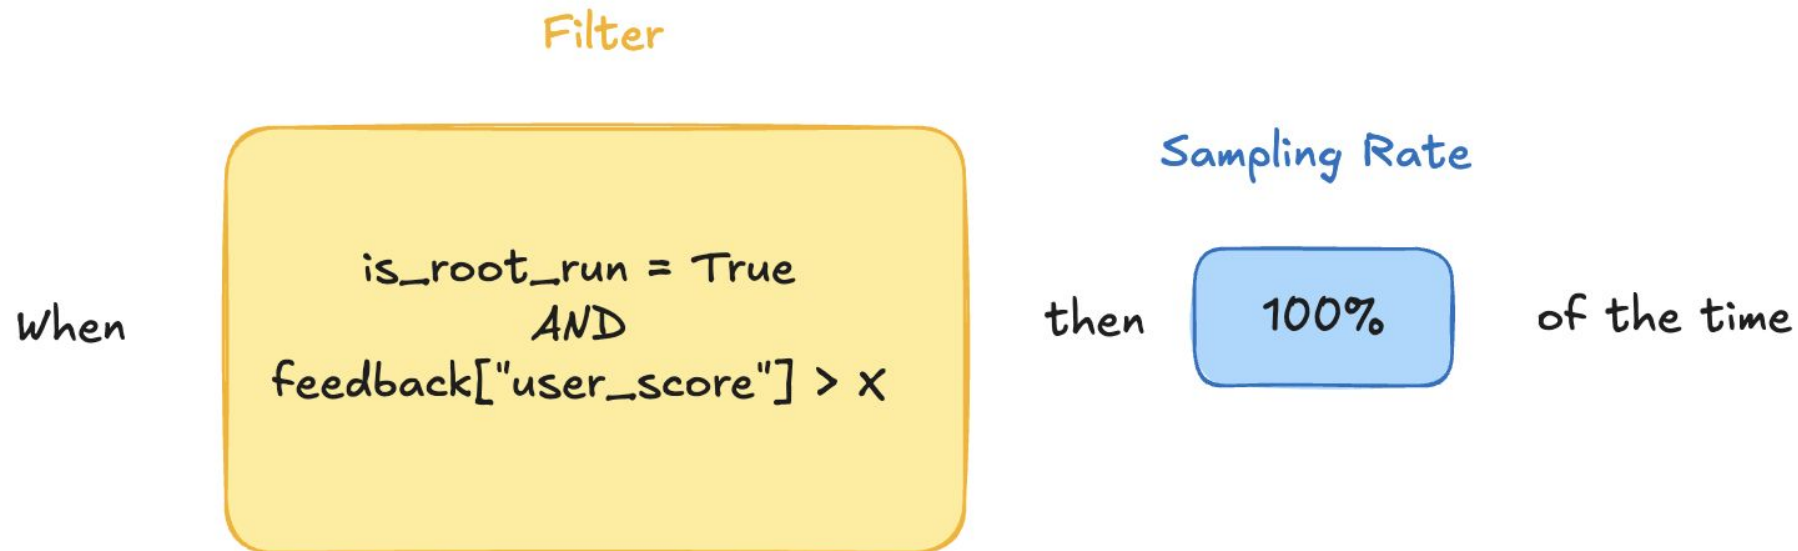 Filter
Sampling Rate
When
is_root_run = True
AND
feedback["user_score"] > x
then
100%
of the time